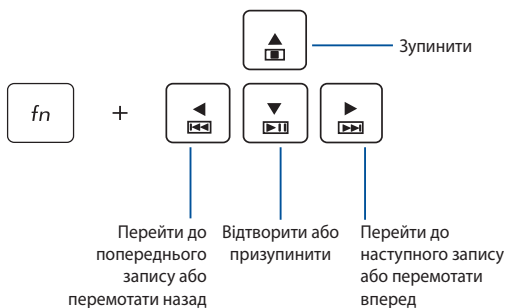 Зупинити
fn
+
Перейти до
попереднього
запису або
перемотати назад
Відтворити або
призупинити
Перейти до
наступного запису
або перемотати
вперед